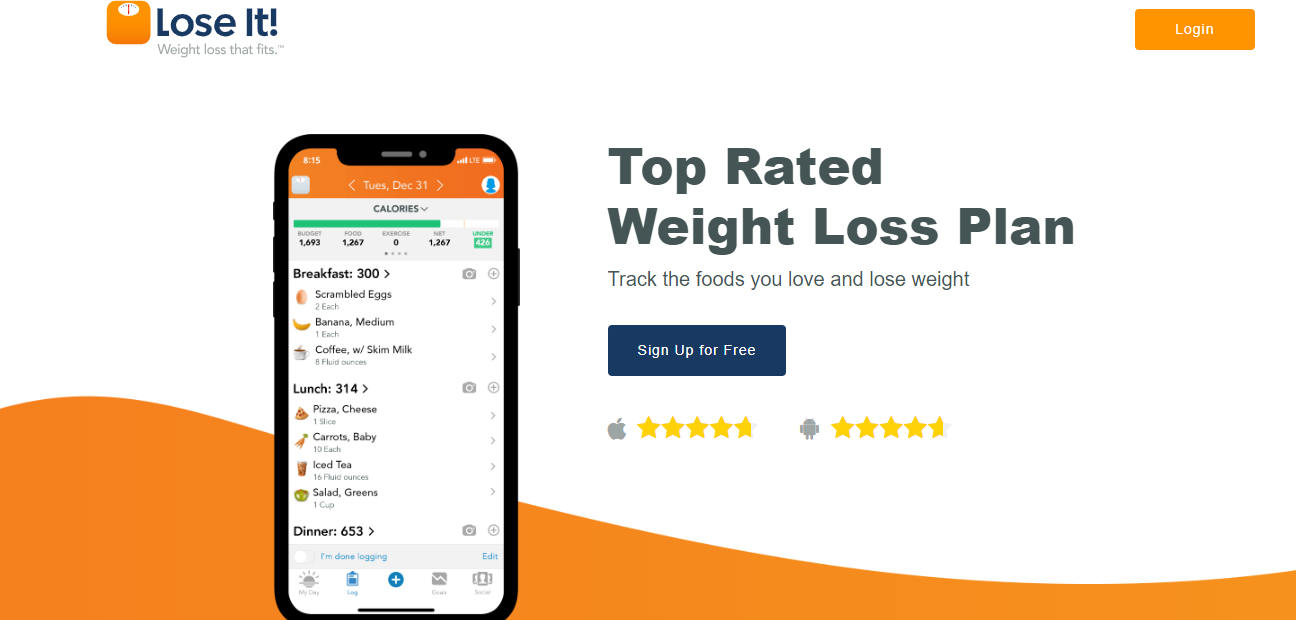 Lose It!
Weight loss that fits.™
Login
Top Rated
Weight Loss Plan
Track the foods you love and lose weight
Sign Up for Free
8:15
LTE
Tues, Dec 31
CALORIES
BUDGET FOOD EXERCISE NET UNDER
1,693 1,267 0 1,267 426
Breakfast: 300
Scrambled Eggs
2 Each
Banana, Medium
1 Each
Coffee, w/ Skim Milk
8 Fluid ounces
Lunch: 314
Pizza, Cheese
1 Slice
Carrots, Baby
10 Each
Iced Tea
16 Fluid ounces
Salad, Greens
1 Cup
Dinner: 653
I'm done logging Edit
My Day Log Goals Social